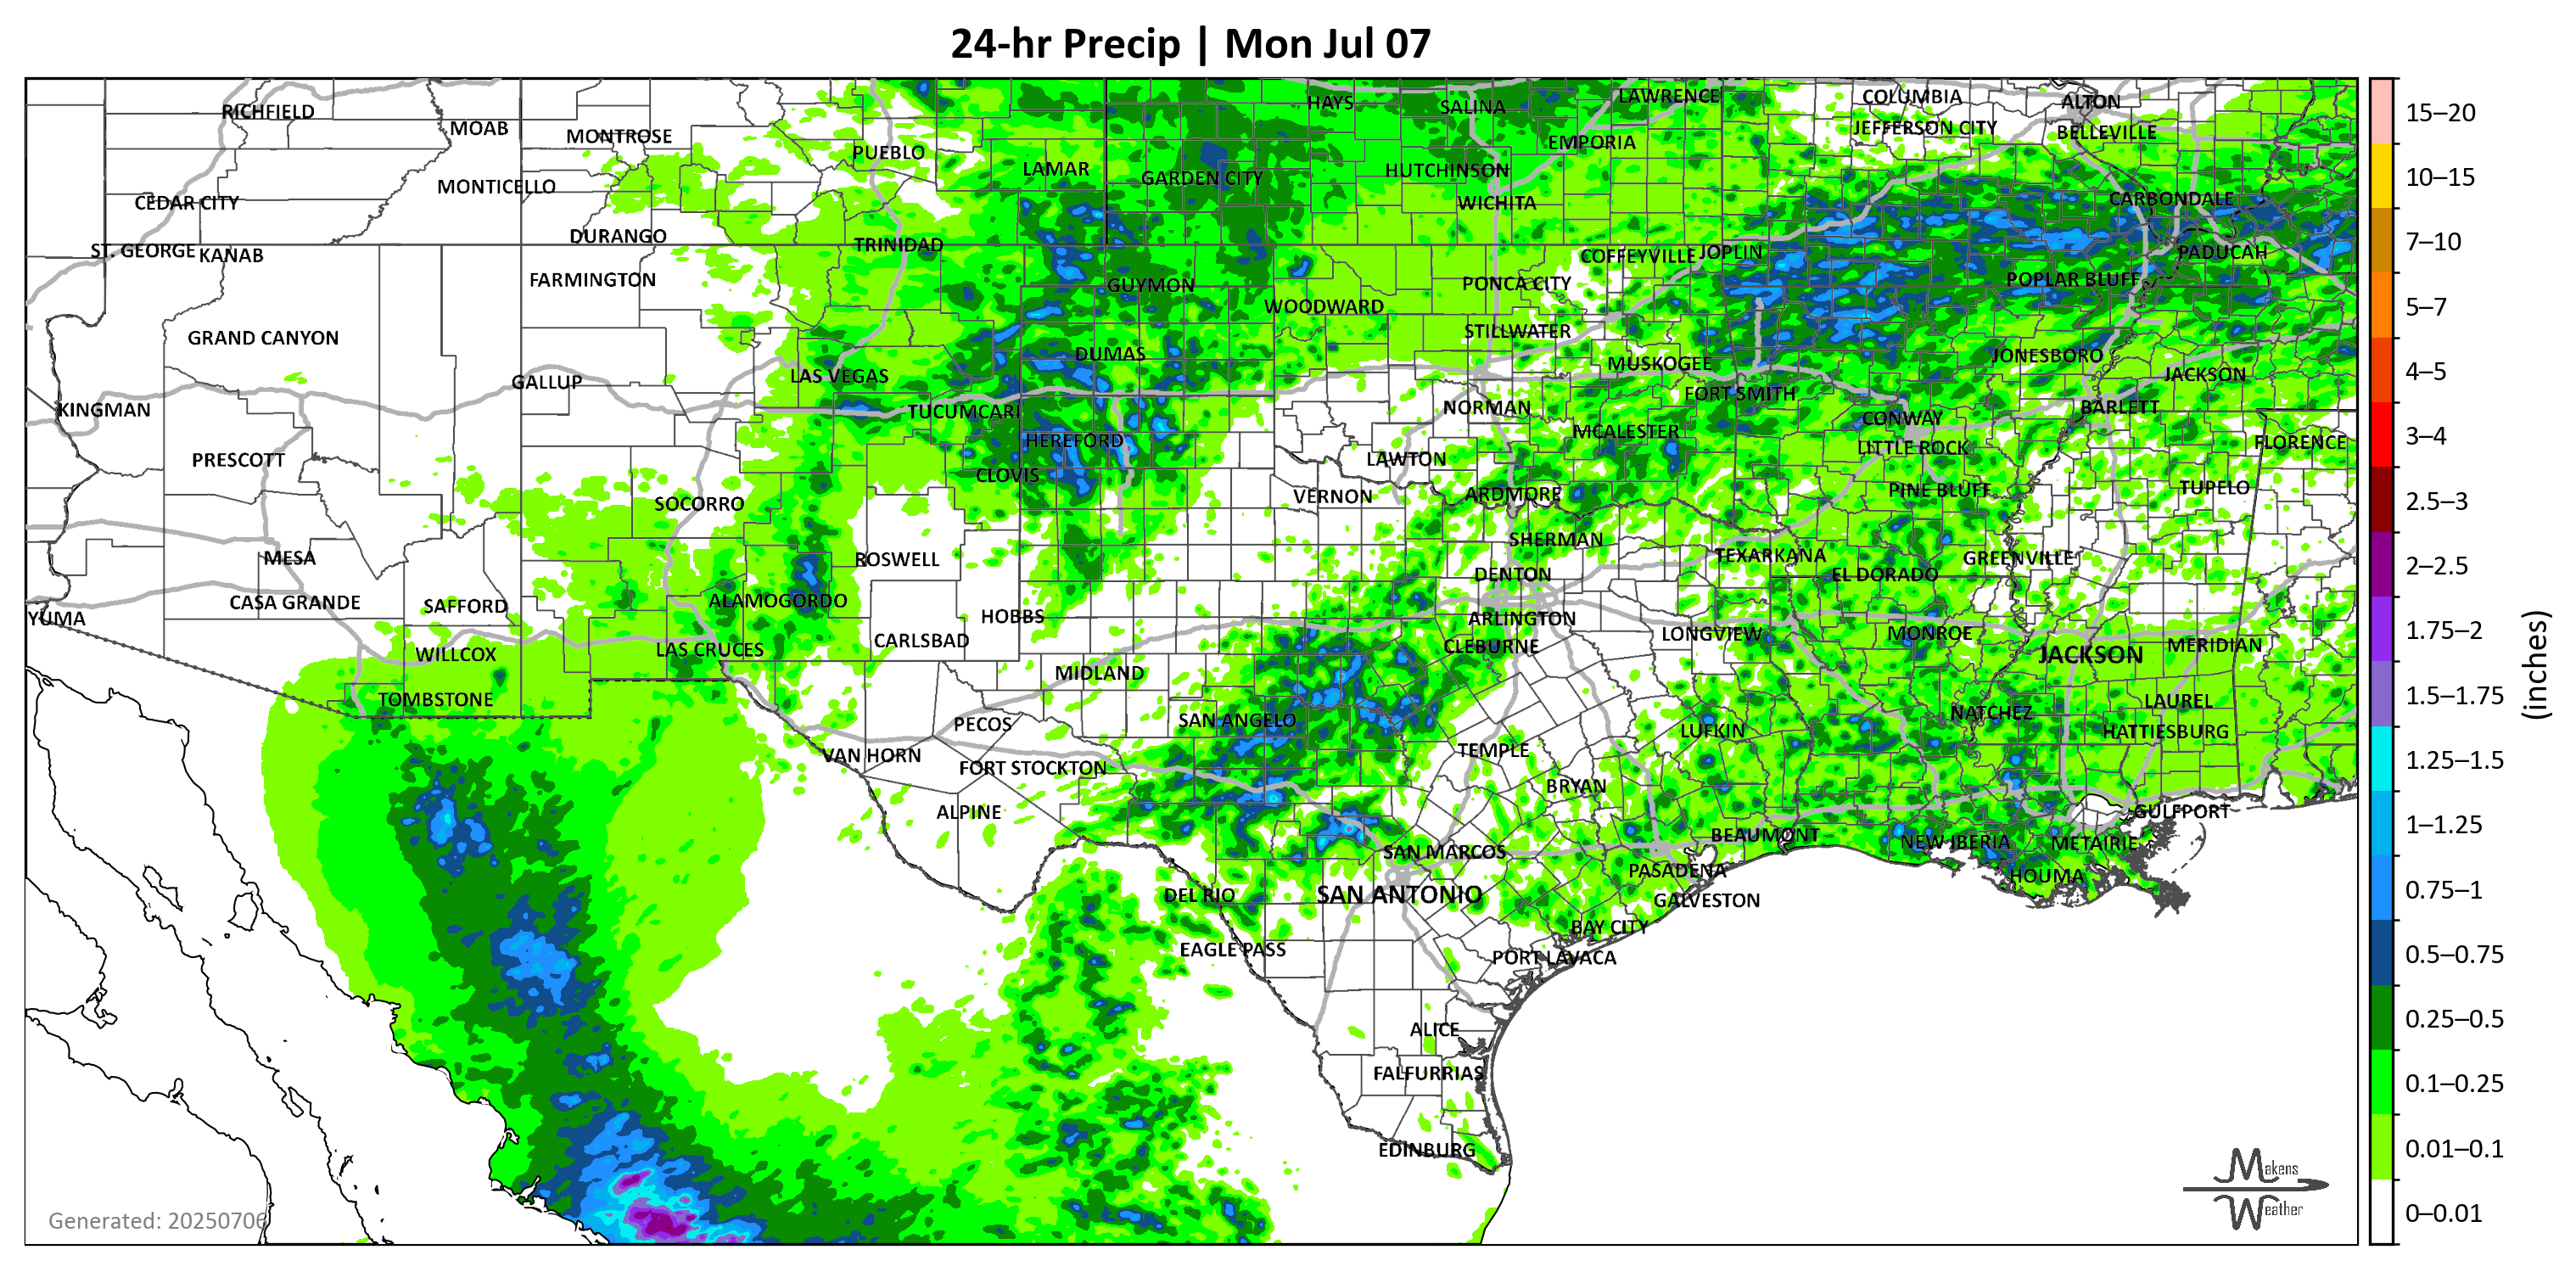 24-hr Precip | Mon Jul 07
RICHFIELD
MOAB
MONTROSE
PUEBLO
LAMAR
GARDEN CITY
HAYS
SALINA
LAWRENCE
COLUMBIA
ALTON
JEFFERSON CITY
BELLEVILLE
EMPORIA
HUTCHINSON
WICHITA
MONTICELLO
CEDAR CITY
CARBONDALE
DURANGO
TRINIDAD
ST. GEORGE
KANAB
COFFEYVILLE
JOPLIN
PADUCAH
FARMINGTON
GUYMON
PONCA CITY
POPLAR BLUFF
WOODWARD
GRAND CANYON
STILLWATER
DUMAS
MUSKOGEE
JONESBORO
GALLUP
LAS VEGAS
JACKSON
FORT SMITH
KINGMAN
TUCUMCARI
NORMAN
BARLETT
CONWAY
HEREFORD
MCALESTER
FLORENCE
LITTLE ROCK
PRESCOTT
CLOVIS
LAWTON
SOCORRO
VERNON
ARDMORE
PINE BLUFF
TUPELO
MESA
ROSWELL
SHERMAN
TEXARKANA
GREENVILLE
DENTON
EL DORADO
CASA GRANDE
SAFFORD
ALAMOGORDO
YUMA
HOBBS
ARLINGTON
CARLSBAD
LONGVIEW
MONROE
WILLCOX
LAS CRUCES
CLEBURNE
JACKSON
MERIDIAN
MIDLAND
TOMBSTONE
LAUREL
PECOS
SAN ANGELO
LUFKIN
NATCHEZ
HATTIESBURG
VAN HORN
FORT STOCKTON
TEMPLE
BRYAN
ALPINE
GULFPORT
SAN MARCOS
BEAUMONT
NEW IBERIA
METAIRIE
DEL RIO
SAN ANTONIO
PASADENA
HOUMA
GALVESTON
EAGLE PASS
BAY CITY
PORT LAVACA
ALICE
FALFURRIAS
EDINBURG
Generated: 20250706
Makens
Weather
15–20
10–15
7–10
5–7
4–5
3–4
2.5–3
2–2.5
1.75–2
1.5–1.75
1.25–1.5
1–1.25
0.75–1
0.5–0.75
0.25–0.5
0.1–0.25
0.01–0.1
0–0.01
(inches)